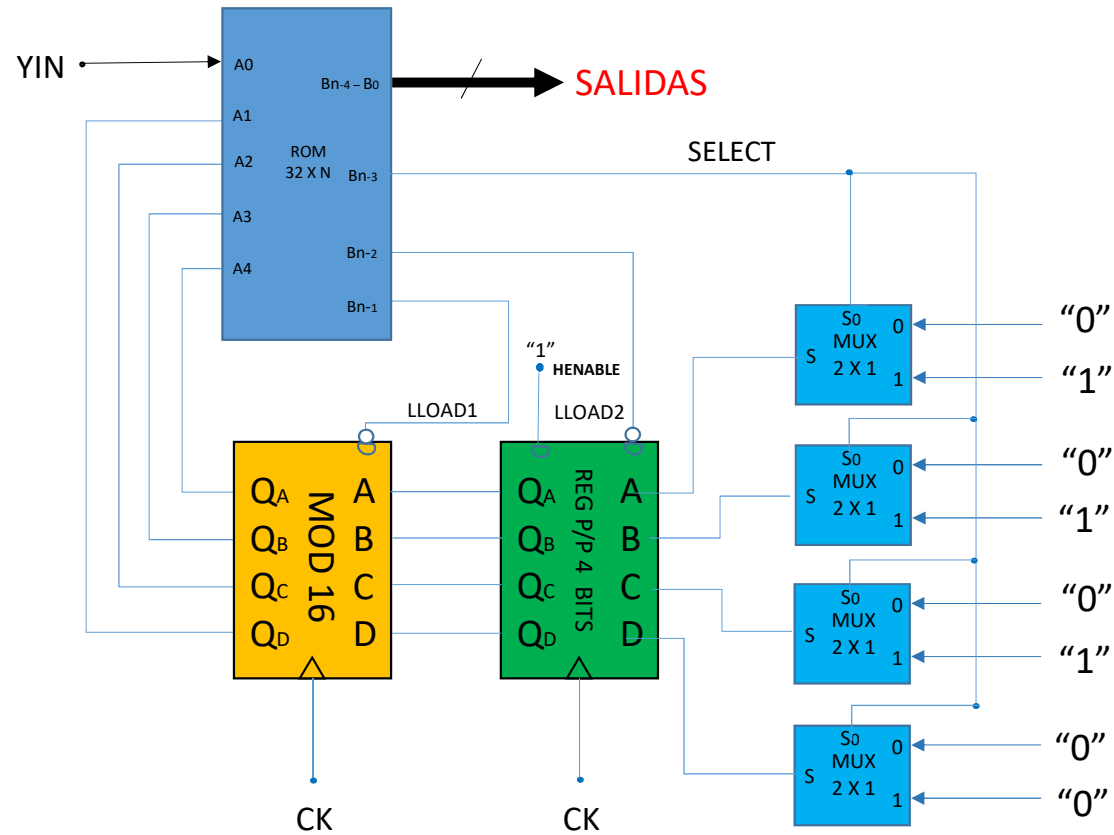 YIN
A0
A1
A2
A3
A4
ROM
32 X N
Bn-4 – B0
Bn-3
Bn-2
Bn-1
SALIDAS
SELECT
“1”
HENABLE
LLOAD1
LLOAD2
QA
QB
QC
QD
MOD 16
A
B
C
D
CK
QA
QB
QC
QD
REG P/P 4 BITS
A
B
C
D
CK
S0
MUX
2 X 1
S
0
1
“0”
“1”
S0
MUX
2 X 1
S
0
1
“0”
“1”
S0
MUX
2 X 1
S
0
1
“0”
“1”
S0
MUX
2 X 1
S
0
1
“0”
“0”